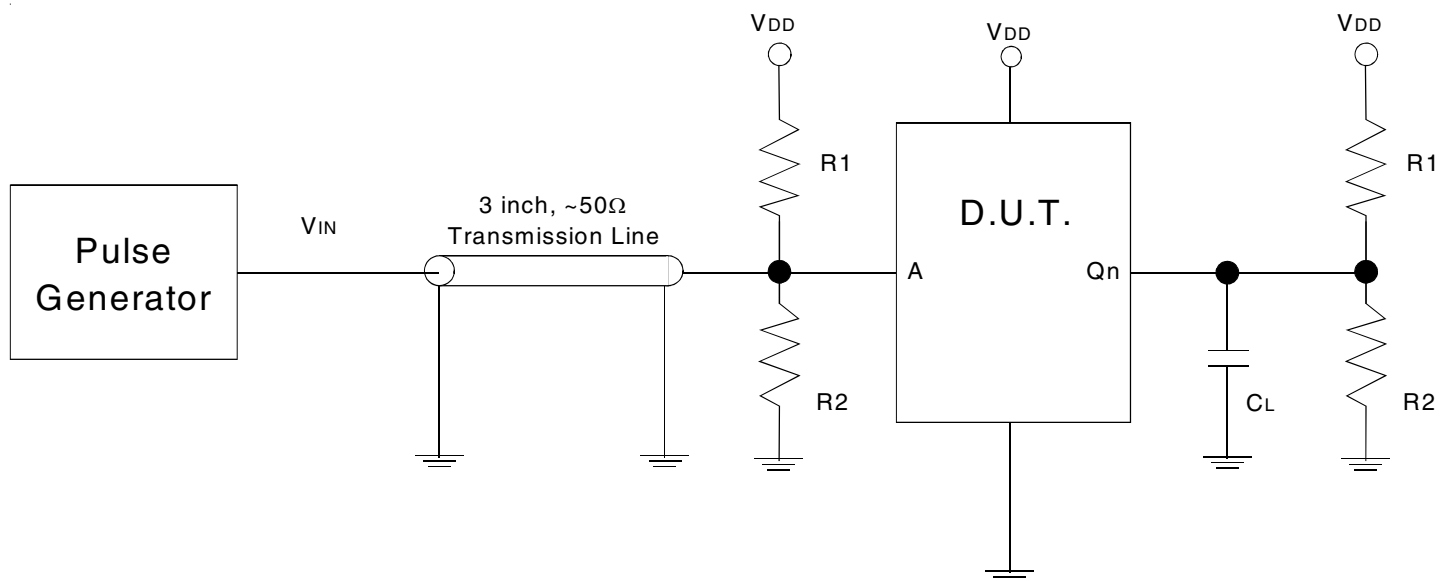 VDD
VDD
VDD
R1
R1
3 inch, ~50Ω
Transmission Line
D.U.T.
VIN
Pulse
Generator
A
Qn
R2
CL
R2